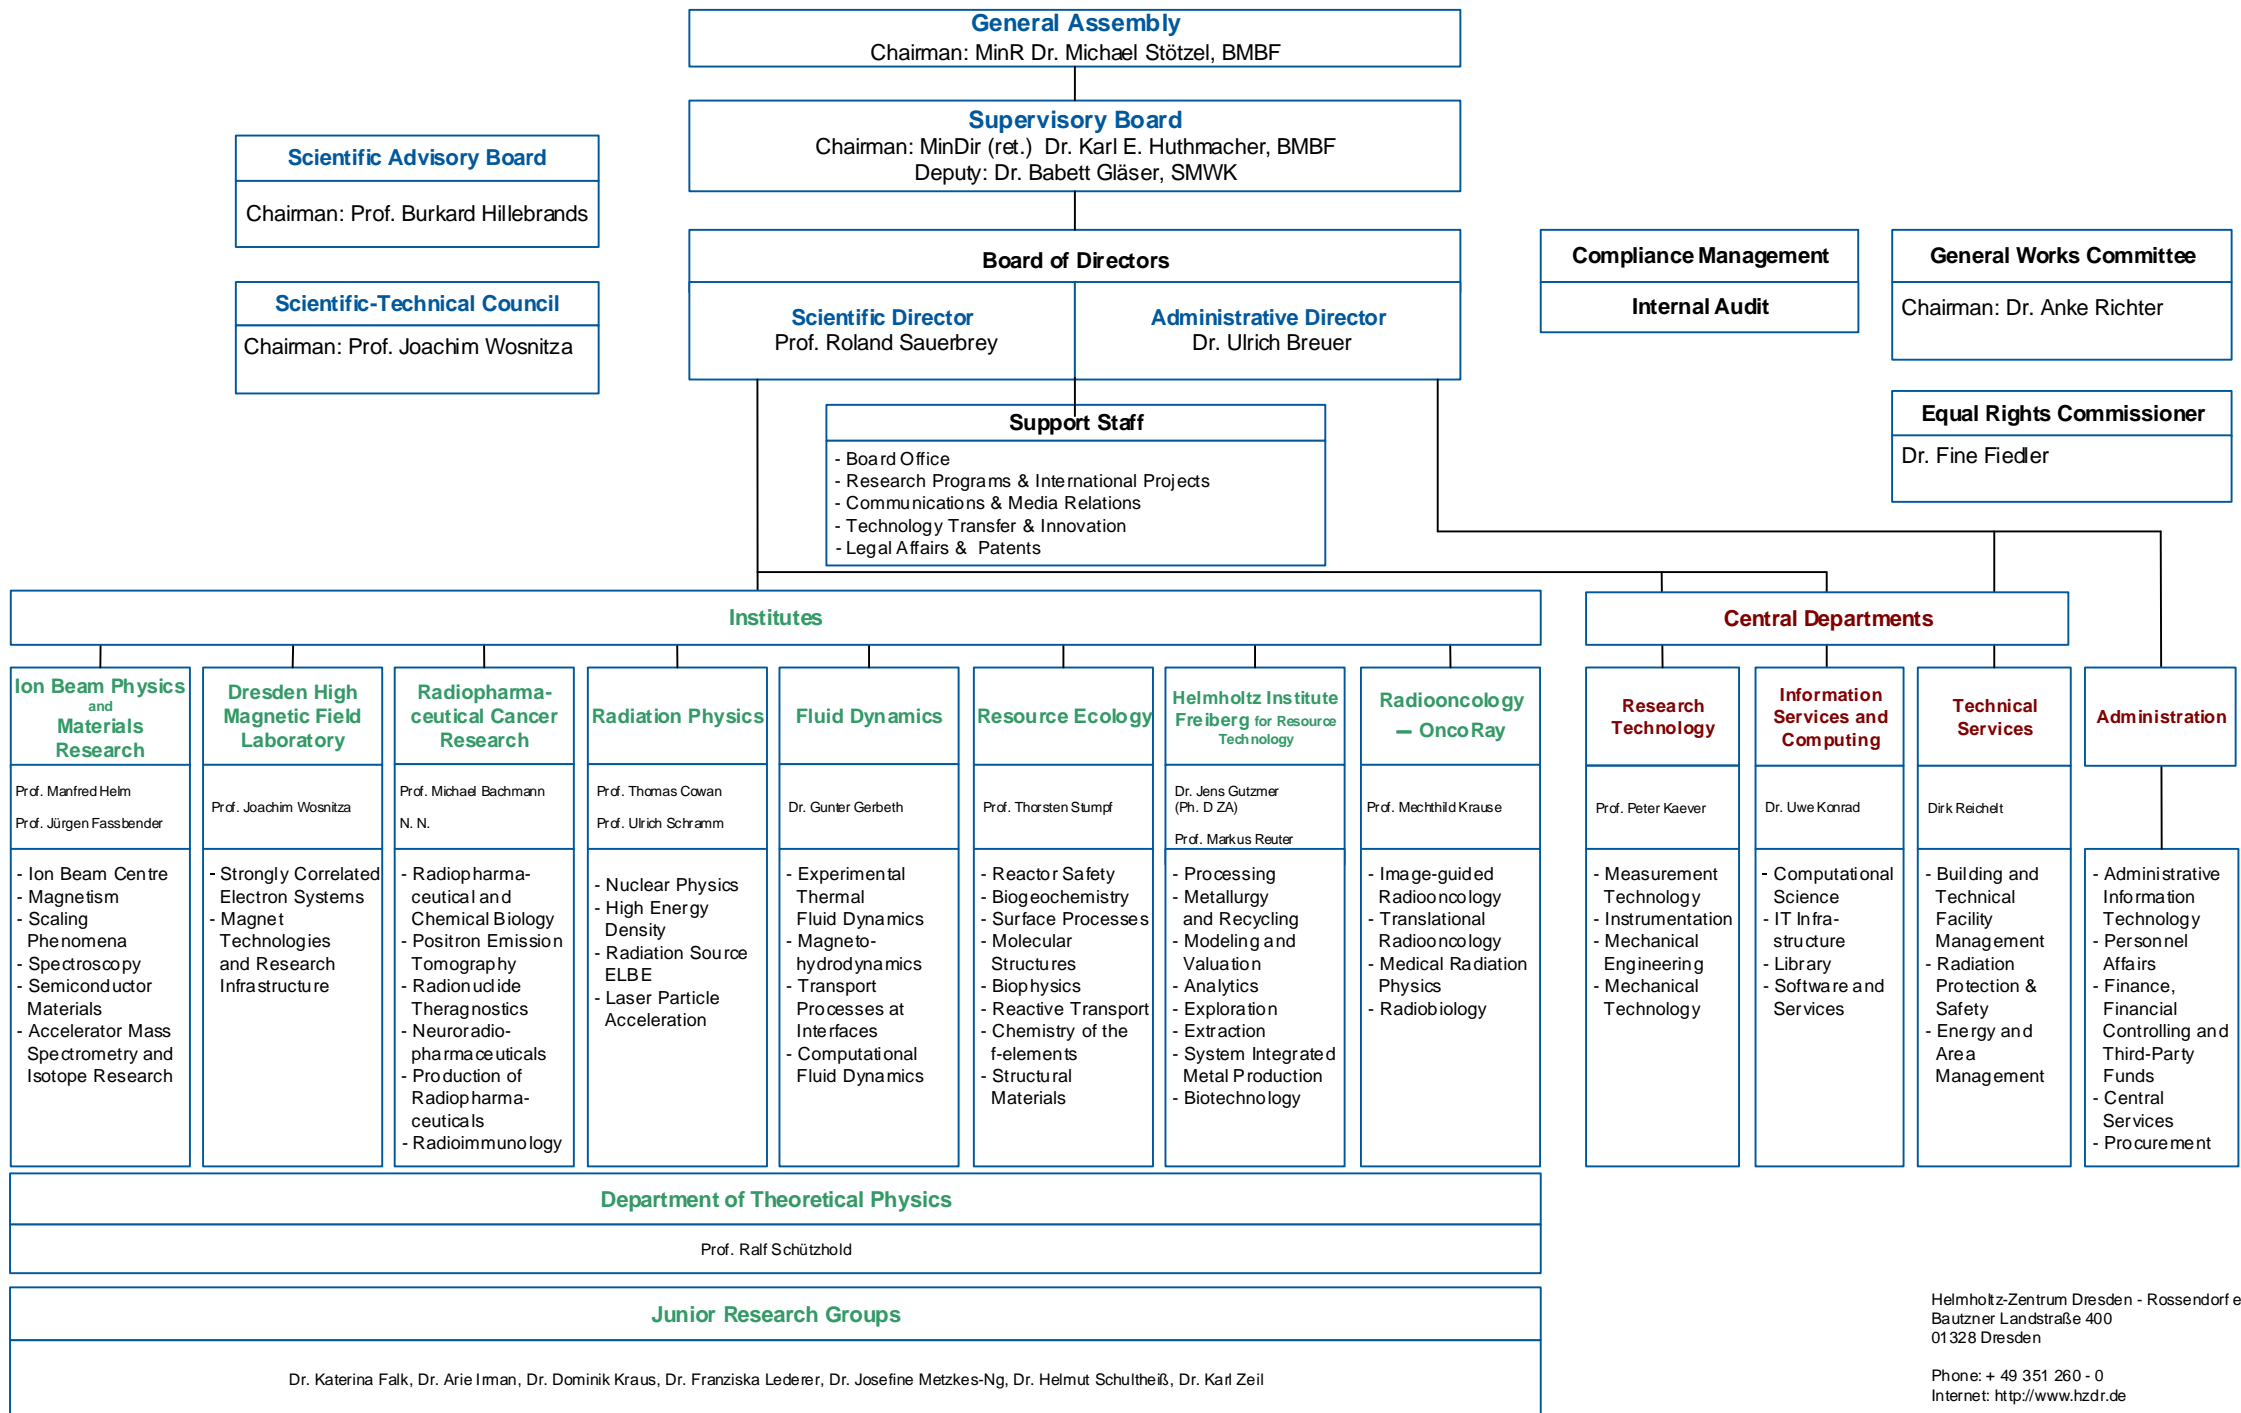 General Assembly
Chairman: MinR Dr. Michael Stötzel, BMBF
Supervisory Board
Chairman: MinDir (ret.) Dr. Karl E. Huthmacher, BMBF
Deputy: Dr. Babett Gläser, SMWK
Scientific Advisory Board
Chairman: Prof. Burkard Hillebrands
Scientific-Technical Council
Chairman: Prof. Joachim Wosnitza
Board of Directors
Scientific Director
Prof. Roland Sauerbrey
Administrative Director
Dr. Ulrich Breuer
Compliance Management
Internal Audit
General Works Committee
Chairman: Dr. Anke Richter
Equal Rights Commissioner
Dr. Fine Fiedler
Support Staff
- Board Office
- Research Programs & International Projects
- Communications & Media Relations
- Technology Transfer & Innovation
- Legal Affairs & Patents
Institutes
Central Departments
Ion Beam Physics
and
Materials
Research
Prof. Manfred Helm
Prof. Jürgen Fassbender
- Ion Beam Centre
- Magnetism
- Scaling
Phenomena
- Spectroscopy
- Semiconductor
Materials
- Accelerator Mass
Spectrometry and
Isotope Research
Dresden High
Magnetic Field
Laboratory
Prof. Joachim Wosnitza
- Strongly Correlated
Electron Systems
- Magnet
Technologies
and Research
Infrastructure
Radiopharma-
ceutical Cancer
Research
Prof. Michael Bachmann
N. N.
- Radiopharma-
ceutical and
Chemical Biology
- Positron Emission
Tomography
- Radionuclide
Theragnostics
- Neuroradio-
pharmaceuticals
- Production of
Radiopharma-
ceuticals
- Radioimmunology
Radiation Physics
Prof. Thomas Cowan
Prof. Ulrich Schramm
- Nuclear Physics
- High Energy
Density
- Radiation Source
ELBE
- Laser Particle
Acceleration
Fluid Dynamics
Dr. Gunter Gerbeth
- Experimental
Thermal
Fluid Dynamics
- Magneto-
hydrodynamics
- Transport
Processes at
Interfaces
- Computational
Fluid Dynamics
Resource Ecology
Prof. Thorsten Stumpf
- Reactor Safety
- Biogeochemistry
- Surface Processes
- Molecular
Structures
- Biophysics
- Reactive Transport
- Chemistry of the
f-elements
- Structural
Materials
Helmholtz Institute
Freiberg for Resource
Technology
Dr. Jens Gutzmer
(Ph. D ZA)
Prof. Markus Reuter
- Processing
- Metallurgy
and Recycling
- Modeling and
Valuation
- Analytics
- Exploration
- Extraction
- System Integrated
Metal Production
- Biotechnology
Radiooncology
– OncoRay
Prof. Mechthild Krause
- Image-guided
Radiooncology
- Translational
Radiooncology
- Medical Radiation
Physics
- Radiobiology
Research
Technology
Prof. Peter Kaever
- Measurement
Technology
- Instrumentation
- Mechanical
Engineering
- Mechanical
Technology
Information
Services and
Computing
Dr. Uwe Konrad
- Computational
Science
- IT Infra-
structure
- Library
- Software and
Services
Technical
Services
Dirk Reichelt
- Building and
Technical
Facility
Management
- Radiation
Protection &
Safety
- Energy and
Area
Management
Administration
- Administrative
Information
Technology
- Personnel
Affairs
- Finance,
Financial
Controlling and
Third-Party
Funds
- Central
Services
- Procurement
Department of Theoretical Physics
Prof. Ralf Schützhold
Junior Research Groups
Dr. Katerina Falk, Dr. Arie Irman, Dr. Dominik Kraus, Dr. Franziska Lederer, Dr. Josefine Metzkes-Ng, Dr. Helmut Schultheiß, Dr. Karl Zeil
Helmholtz-Zentrum Dresden - Rossendorf e
Bautzner Landstraße 400
01328 Dresden
Phone: + 49 351 260 - 0
Internet: http://www.hzdr.de